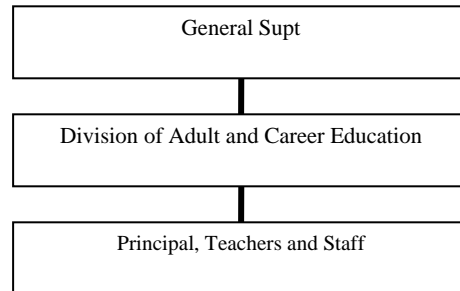 General Supt
Division of Adult and Career Education
Principal, Teachers and Staff